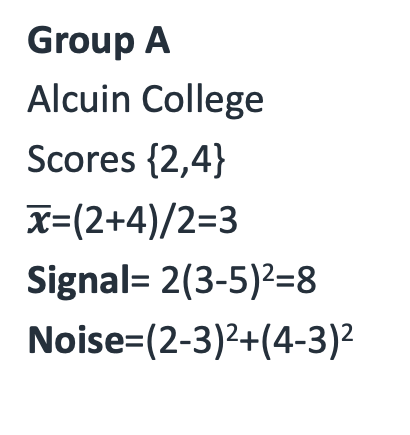 Group A
Alcuin College
Scores {2,4}
x̅=(2+4)/2=3
Signal= 2(3-5)²=8
Noise=(2-3)²+(4-3)²